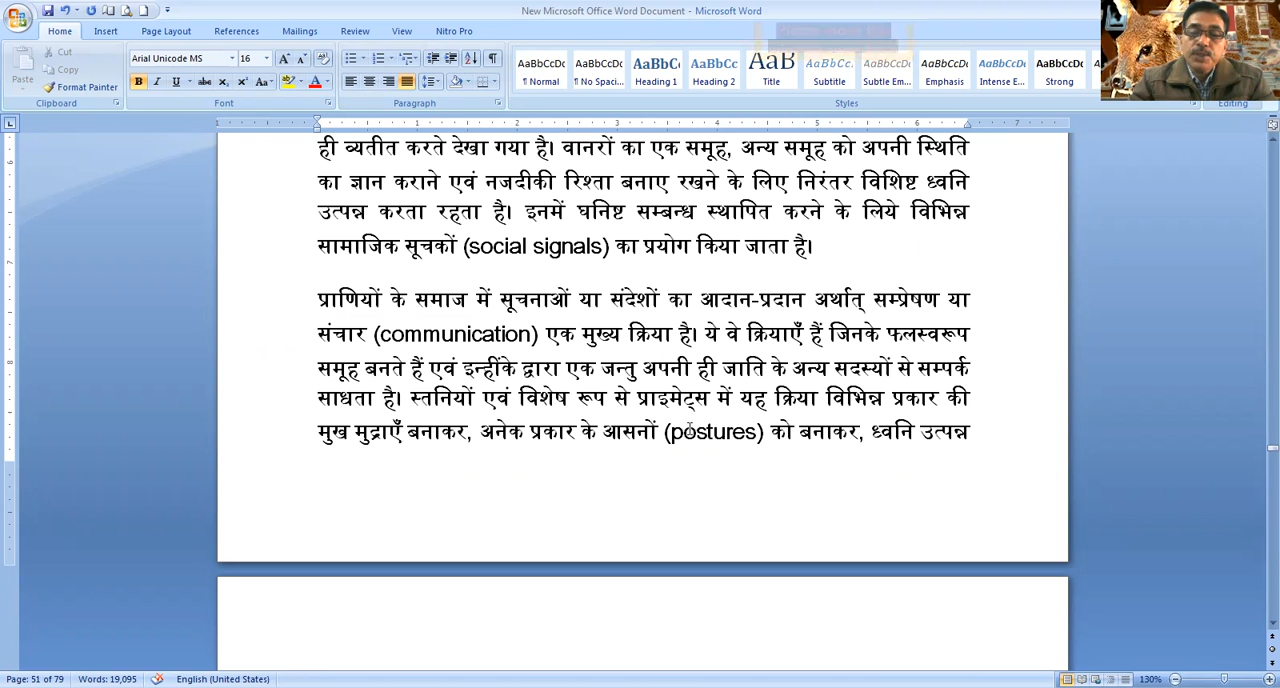 New Microsoft Office Word Document - Microsoft Word
Home Insert Page Layout References Mailings Review View Nitro Pro
Cut
Copy
Paste
Format Painter
Clipboard
Arial Unicode MS 16
Font
Paragraph
AaBbCcDc AaBbCcDc AaBbC AaBbCc AaB AaBbCc. AaBbCcDt AaBbCcDt AaBbCcDt AaBbCcDc
¶ Normal ¶ No Spaci... Heading 1 Heading 2 Title Subtitle Subtle Em... Emphasis Intense E... Strong
Styles
Editing
ही व्यतीत करते देखा गया है। वानरों का एक समूह, अन्य समूह को अपनी स्थिति
का ज्ञान कराने एवं नजदीकी रिश्ता बनाए रखने के लिए निरंतर विशिष्ट ध्वनि
उत्पन्न करता रहता है। इनमें घनिष्ट सम्बन्ध स्थापित करने के लिये विभिन्न
सामाजिक सूचकों (social signals) का प्रयोग किया जाता है।
प्राणियों के समाज में सूचनाओं या संदेशों का आदान-प्रदान अर्थात् सम्प्रेषण या
संचार (communication) एक मुख्य क्रिया है। ये वे क्रियाएँ हैं जिनके फलस्वरूप
समूह बनते हैं एवं इन्हींके द्वारा एक जन्तु अपनी ही जाति के अन्य सदस्यों से सम्पर्क
साधता है। स्तनियों एवं विशेष रूप से प्राइमेट्स में यह क्रिया विभिन्न प्रकार की
मुख मुद्राएँ बनाकर, अनेक प्रकार के आसनों (postures) को बनाकर, ध्वनि उत्पन्न
Page: 51 of 79 Words: 19,095 English (United States) 130%